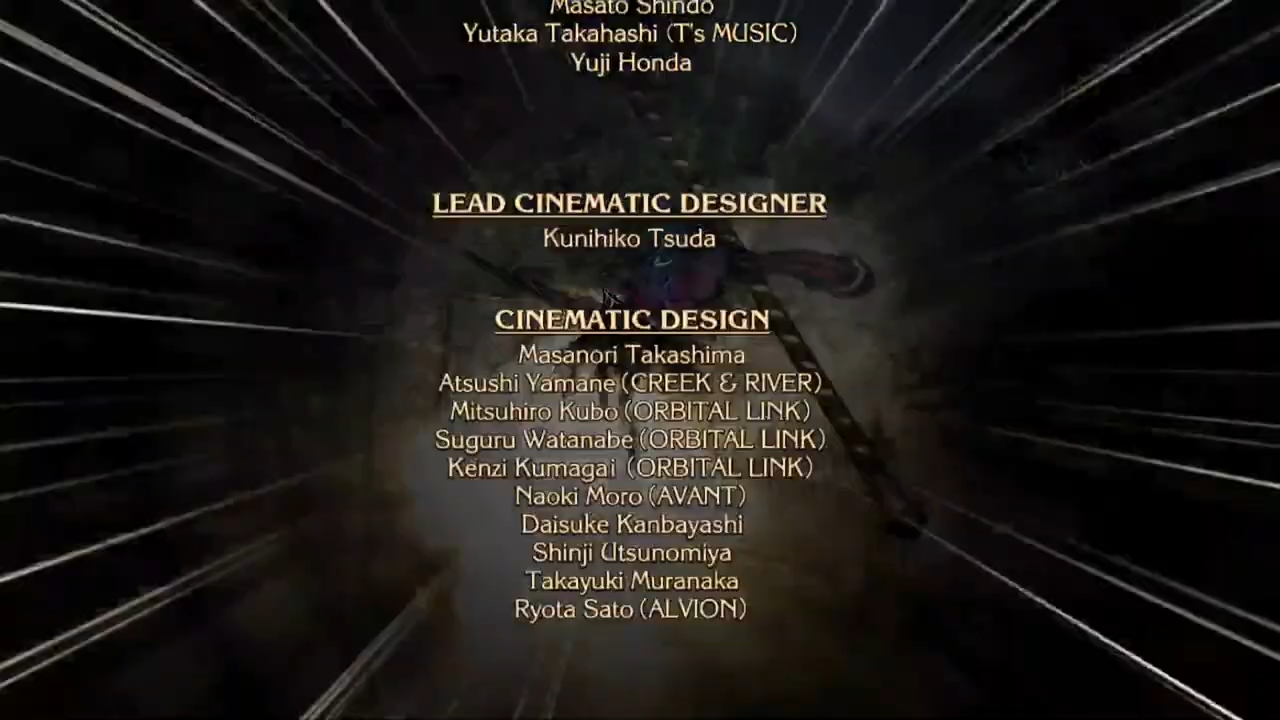 Masato Shindo
Yutaka Takahashi (T's MUSIC)
Yuji Honda
LEAD CINEMATIC DESIGNER
Kunihiko Tsuda
CINEMATIC DESIGN
Masanori Takashima
Atsushi Yamane (CREEK & RIVER)
Mitsuhiro Kubo (ORBITAL LINK)
Suguru Watanabe (ORBITAL LINK)
Kenzi Kumagai (ORBITAL LINK)
Naoki Moro (AVANT)
Daisuke Kanbayashi
Shinji Utsunomiya
Takayuki Muranaka
Ryota Sato (ALVION)